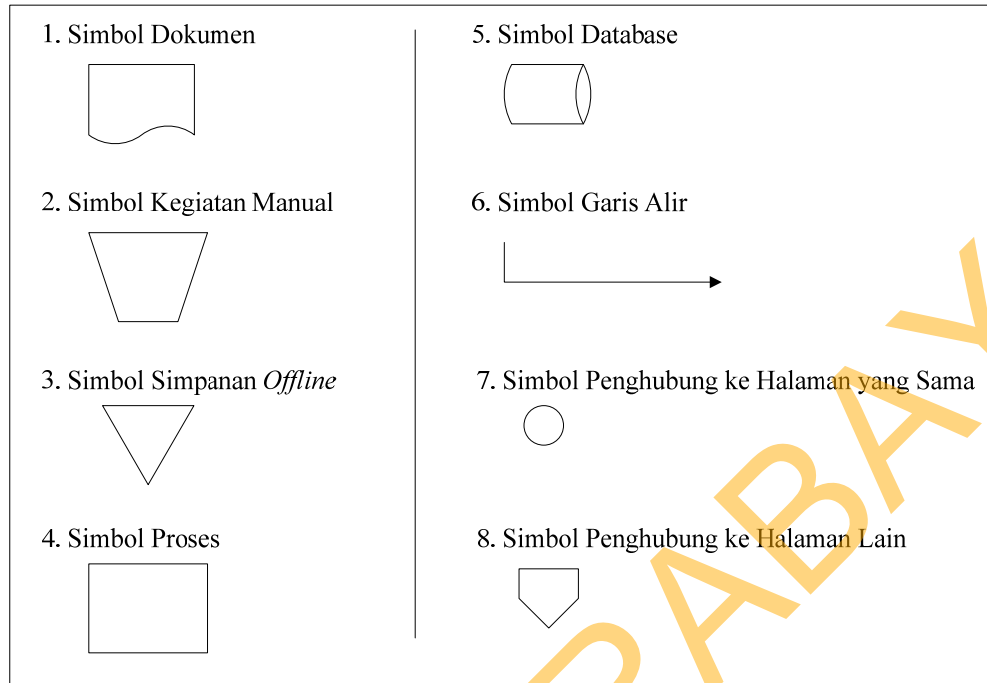 1. Simbol Dokumen
2. Simbol Kegiatan Manual
3. Simbol Simpanan Offline
4. Simbol Proses
5. Simbol Database
6. Simbol Garis Alir
7. Simbol Penghubung ke Halaman yang Sama
8. Simbol Penghubung ke Halaman Lain
RABAY